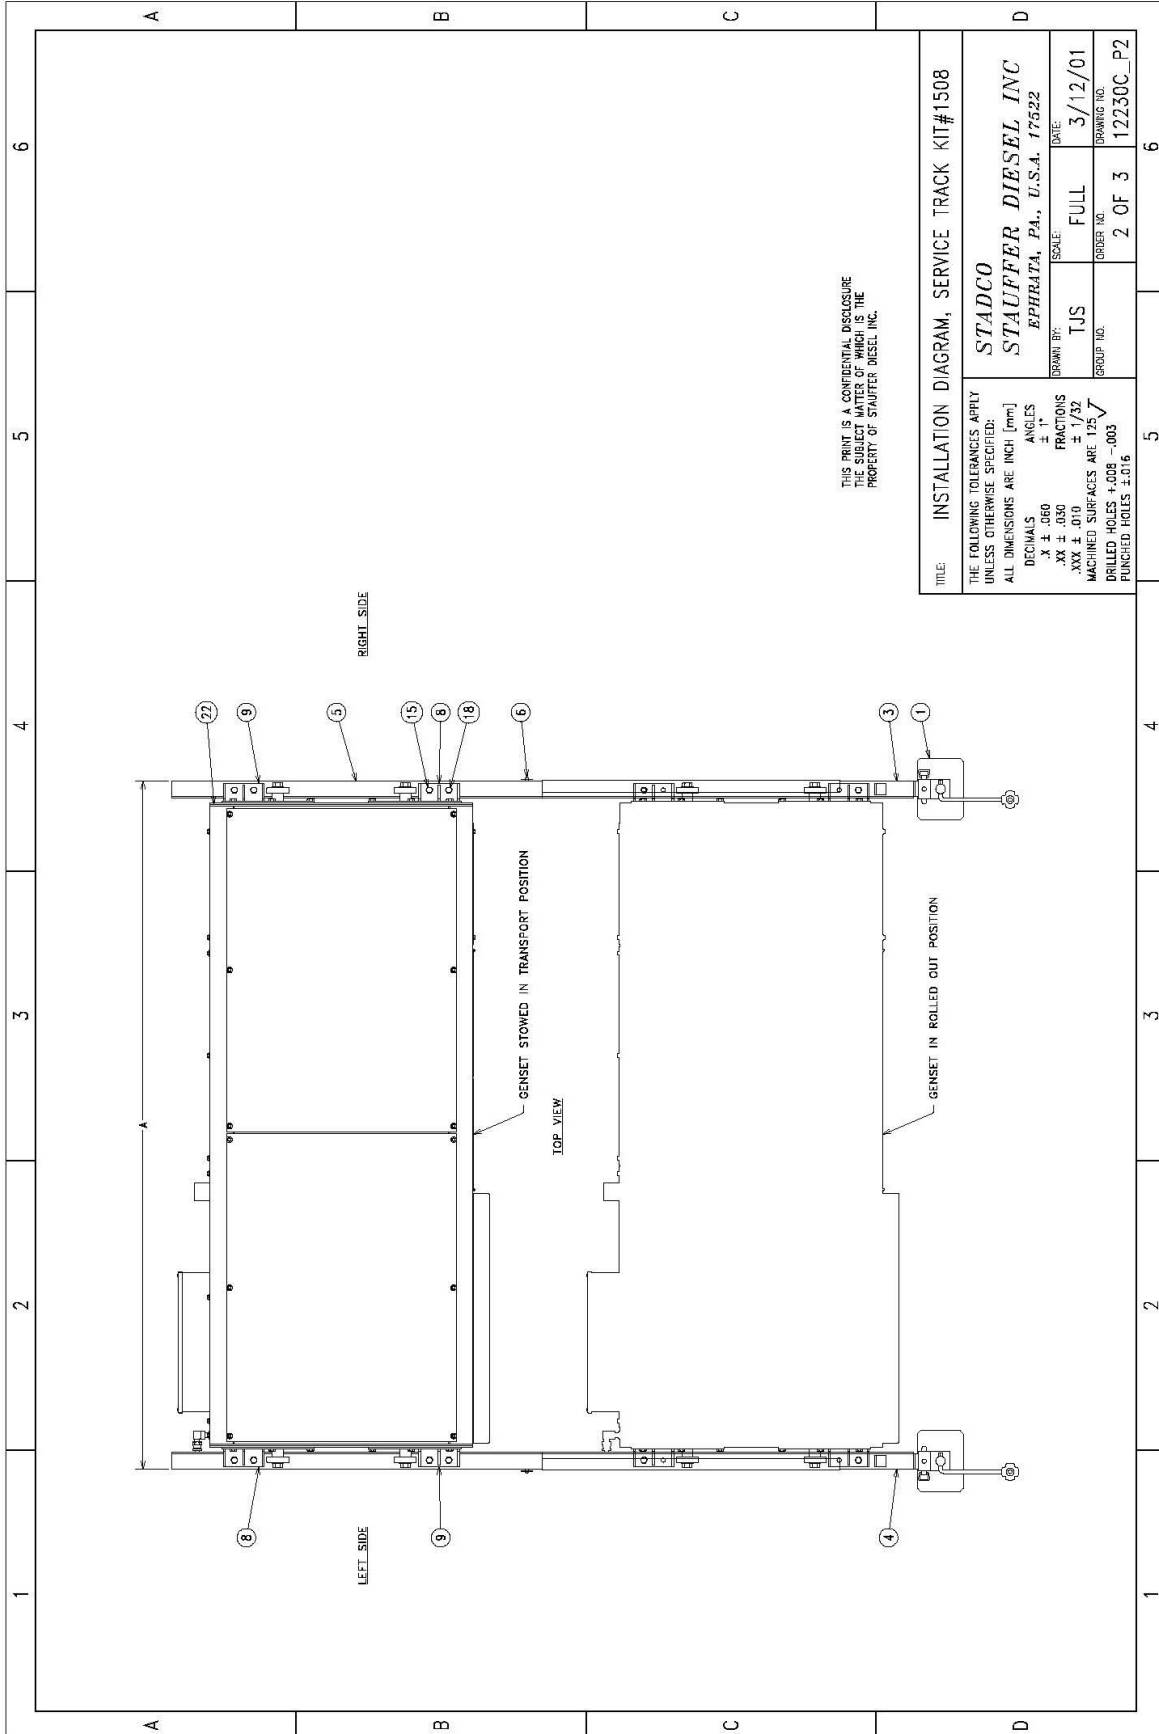 1
2
3
4
5
6
A
B
C
D
A
B
C
D
1
2
3
4
5
6
A
LEFT SIDE
RIGHT SIDE
8
9
4
22
9
5
15
8
18
6
3
1
GENSET STOWED IN TRANSPORT POSITION
TOP VIEW
GENSET IN ROLLED OUT POSITION
THIS PRINT IS A CONFIDENTIAL DISCLOSURE
THE SUBJECT MATTER OF WHICH IS THE
PROPERTY OF STAUFFER DIESEL INC.
TITLE: INSTALLATION DIAGRAM, SERVICE TRACK KIT#1508
THE FOLLOWING TOLERANCES APPLY
UNLESS OTHERWISE SPECIFIED:
ALL DIMENSIONS ARE INCH [mm]
DECIMALS ANGLES
.X ± .060 ± 1°
.XX ± .030 FRACTIONS
.XXX ± .010 ± 1/32
MACHINED SURFACES ARE 125
DRILLED HOLES +.008 -.003
PUNCHED HOLES ±.016
STADCO
STAUFFER DIESEL INC
EPHRATA, PA., U.S.A. 17522
DRAWN BY: TJS
SCALE: FULL
DATE: 3/12/01
GROUP NO.
ORDER NO. 2 OF 3
DRAWING NO. 12230C_P2